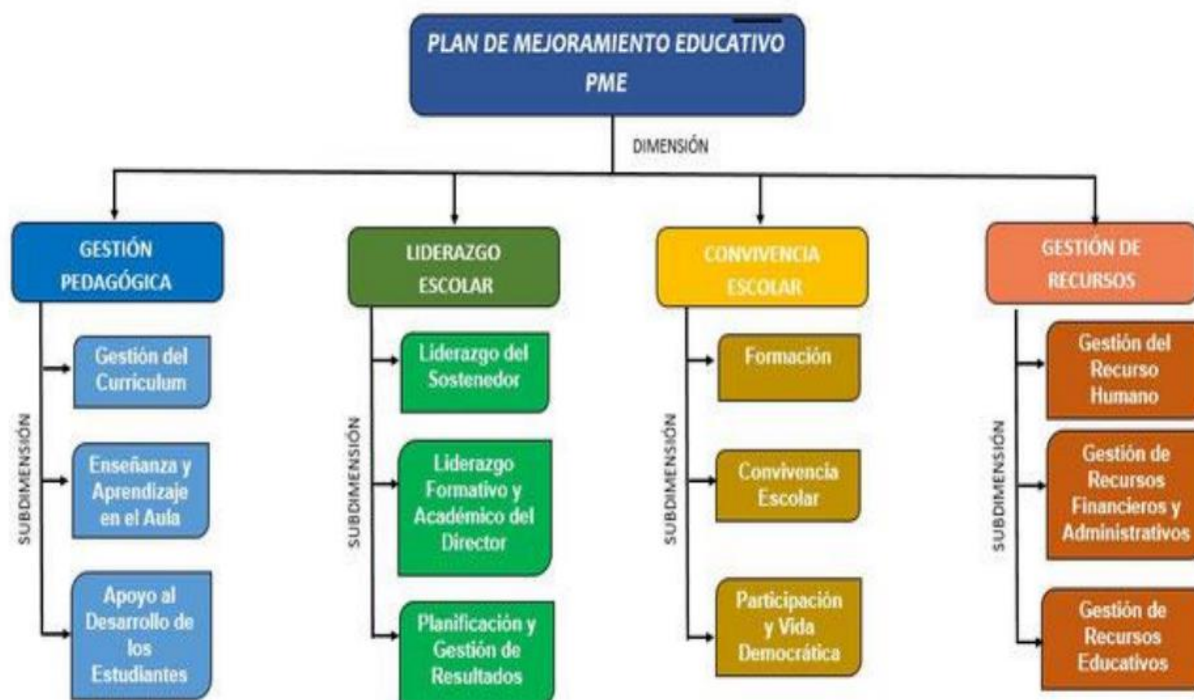 PLAN DE MEJORAMIENTO EDUCATIVO
PME
DIMENSIÓN
GESTIÓN
PEDAGÓGICA
SUBDIMENSIÓN
Gestión del
Curriculum
Enseñanza y
Aprendizaje
en el Aula
Apoyo al
Desarrollo de
los
Estudiantes
LIDERAZGO
ESCOLAR
SUBDIMENSIÓN
Liderazgo del
Sostenedor
Liderazgo
Formativo y
Académico del
Director
Planificación y
Gestión de
Resultados
CONVIVENCIA
ESCOLAR
SUBDIMENSIÓN
Formación
Convivencia
Escolar
Participación
y Vida
Democrática
GESTIÓN DE
RECURSOS
SUBDIMENSIÓN
Gestión del
Recurso
Humano
Gestión de
Recursos
Financieros y
Administrativos
Gestión de
Recursos
Educativos